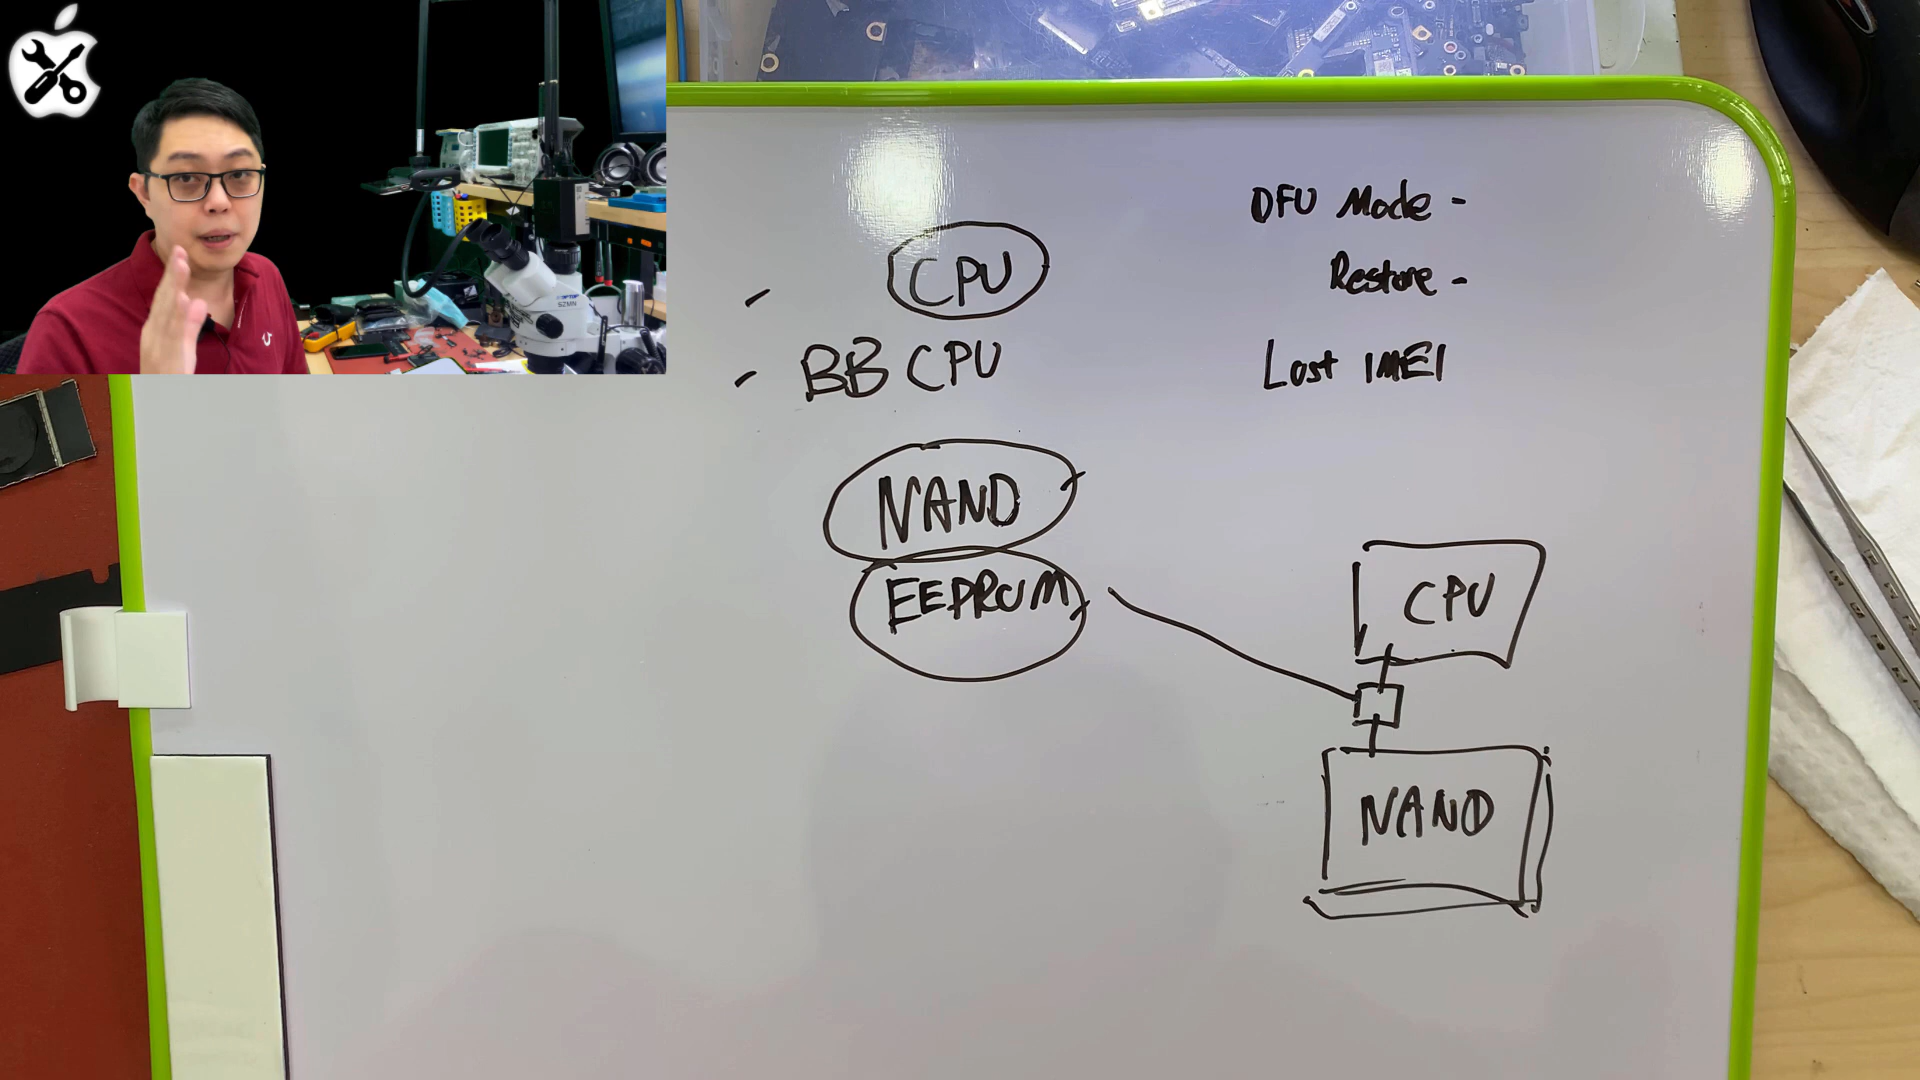 CPU
BB CPU
NAND
EEPROM
DFU Mode -
Restore -
Lost IMEI
CPU
NAND